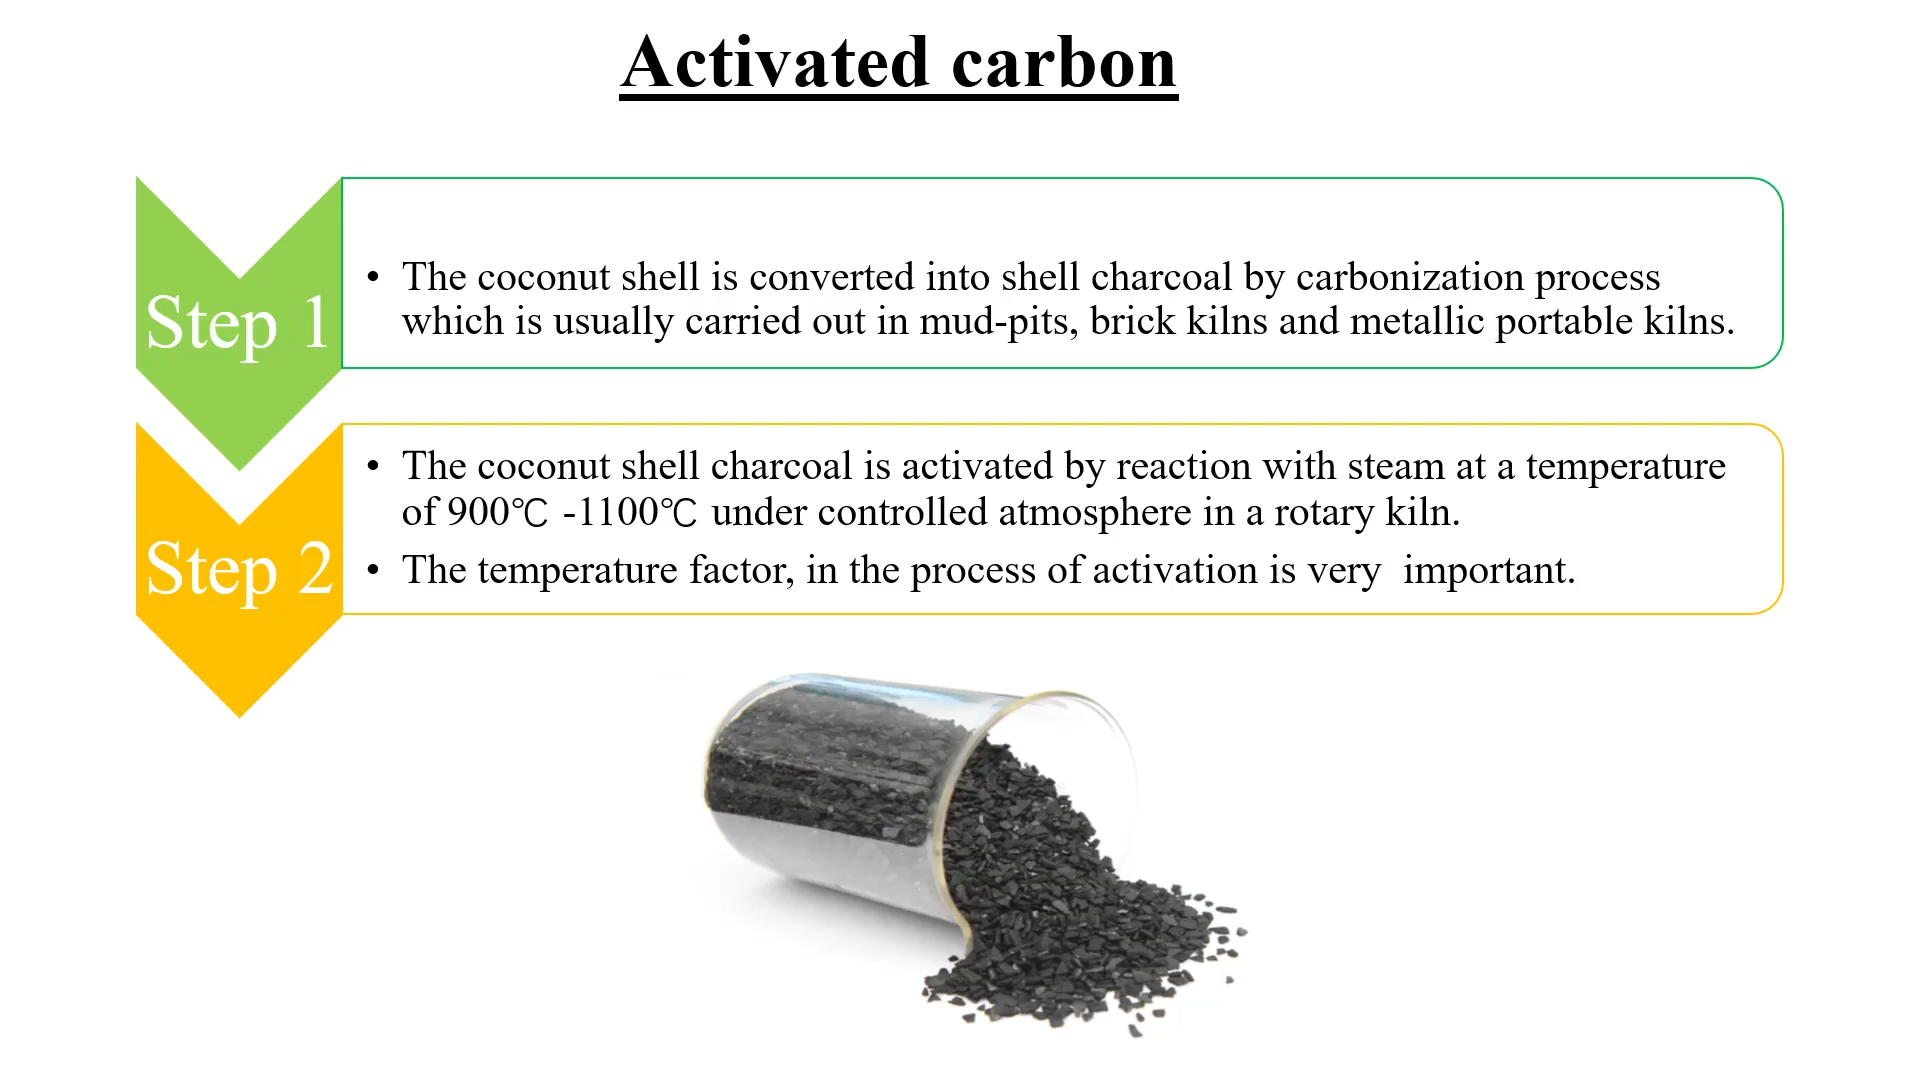 Activated carbon
Step 1
• The coconut shell is converted into shell charcoal by carbonization process
which is usually carried out in mud-pits, brick kilns and metallic portable kilns.
Step 2
• The coconut shell charcoal is activated by reaction with steam at a temperature
of 900℃ -1100℃ under controlled atmosphere in a rotary kiln.
• The temperature factor, in the process of activation is very  important.